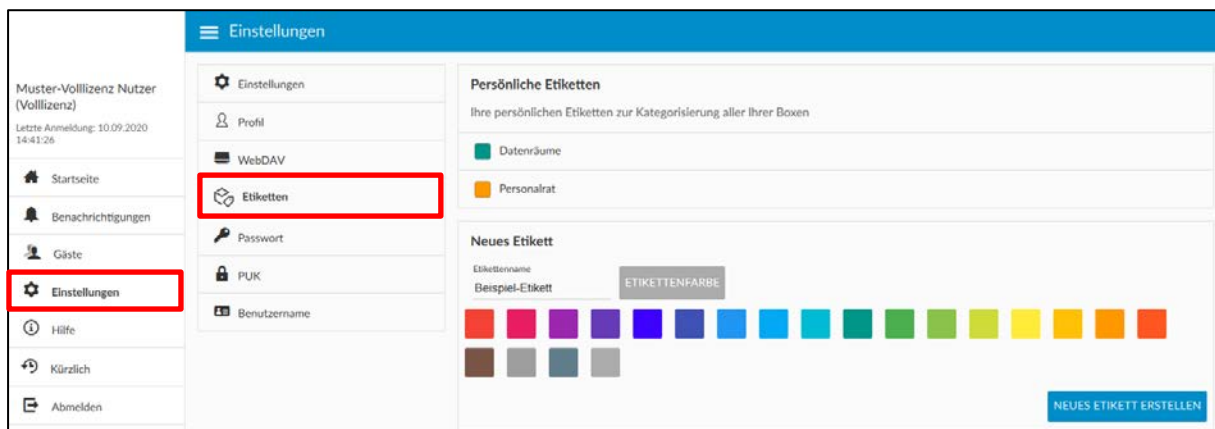 Einstellungen
Muster-Volllizenz Nutzer
(Volllizenz)
Letzte Anmeldung: 10.09.2020
14:41:26
Startseite
Benachrichtigungen
Gäste
Einstellungen
Hilfe
Kürzlich
Abmelden
Einstellungen
Profil
WebDAV
Etiketten
Passwort
PUK
Benutzername
Persönliche Etiketten
Ihre persönlichen Etiketten zur Kategorisierung aller Ihrer Boxen
Datenräume
Personalrat
Neues Etikett
Etikettenname
Beispiel-Etikett
ETIKETTENFARBE
NEUES ETIKETT ERSTELLEN